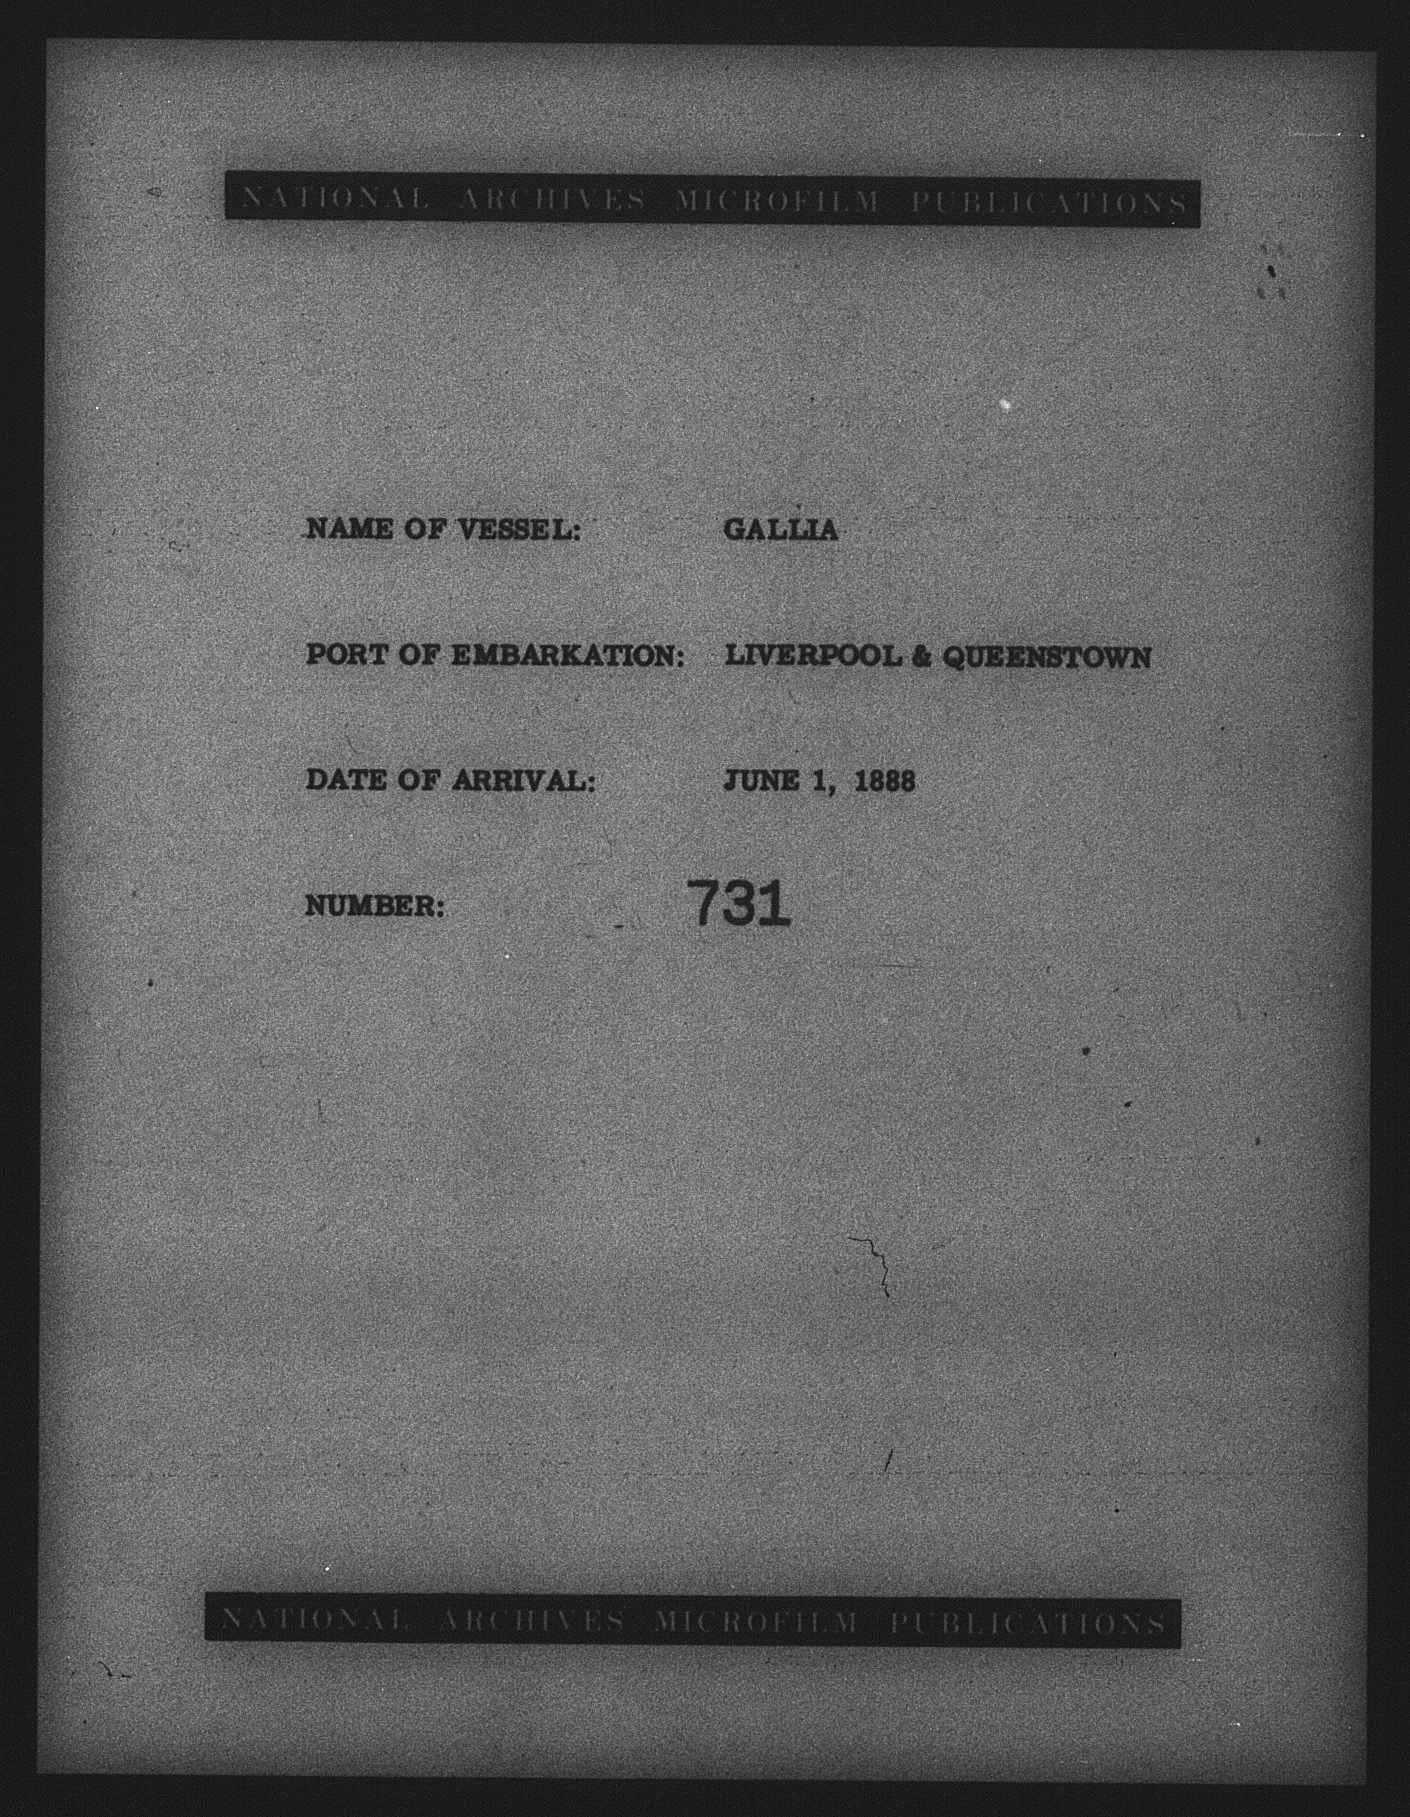 NATIONAL ARCHIVES MICROFILM PUBLICATIONS
NAME OF VESSEL: GALLIA
PORT OF EMBARKATION: LIVERPOOL & QUEENSTOWN
DATE OF ARRIVAL: JUNE 1, 1888
NUMBER: 731
NATIONAL ARCHIVES MICROFILM PUBLICATIONS